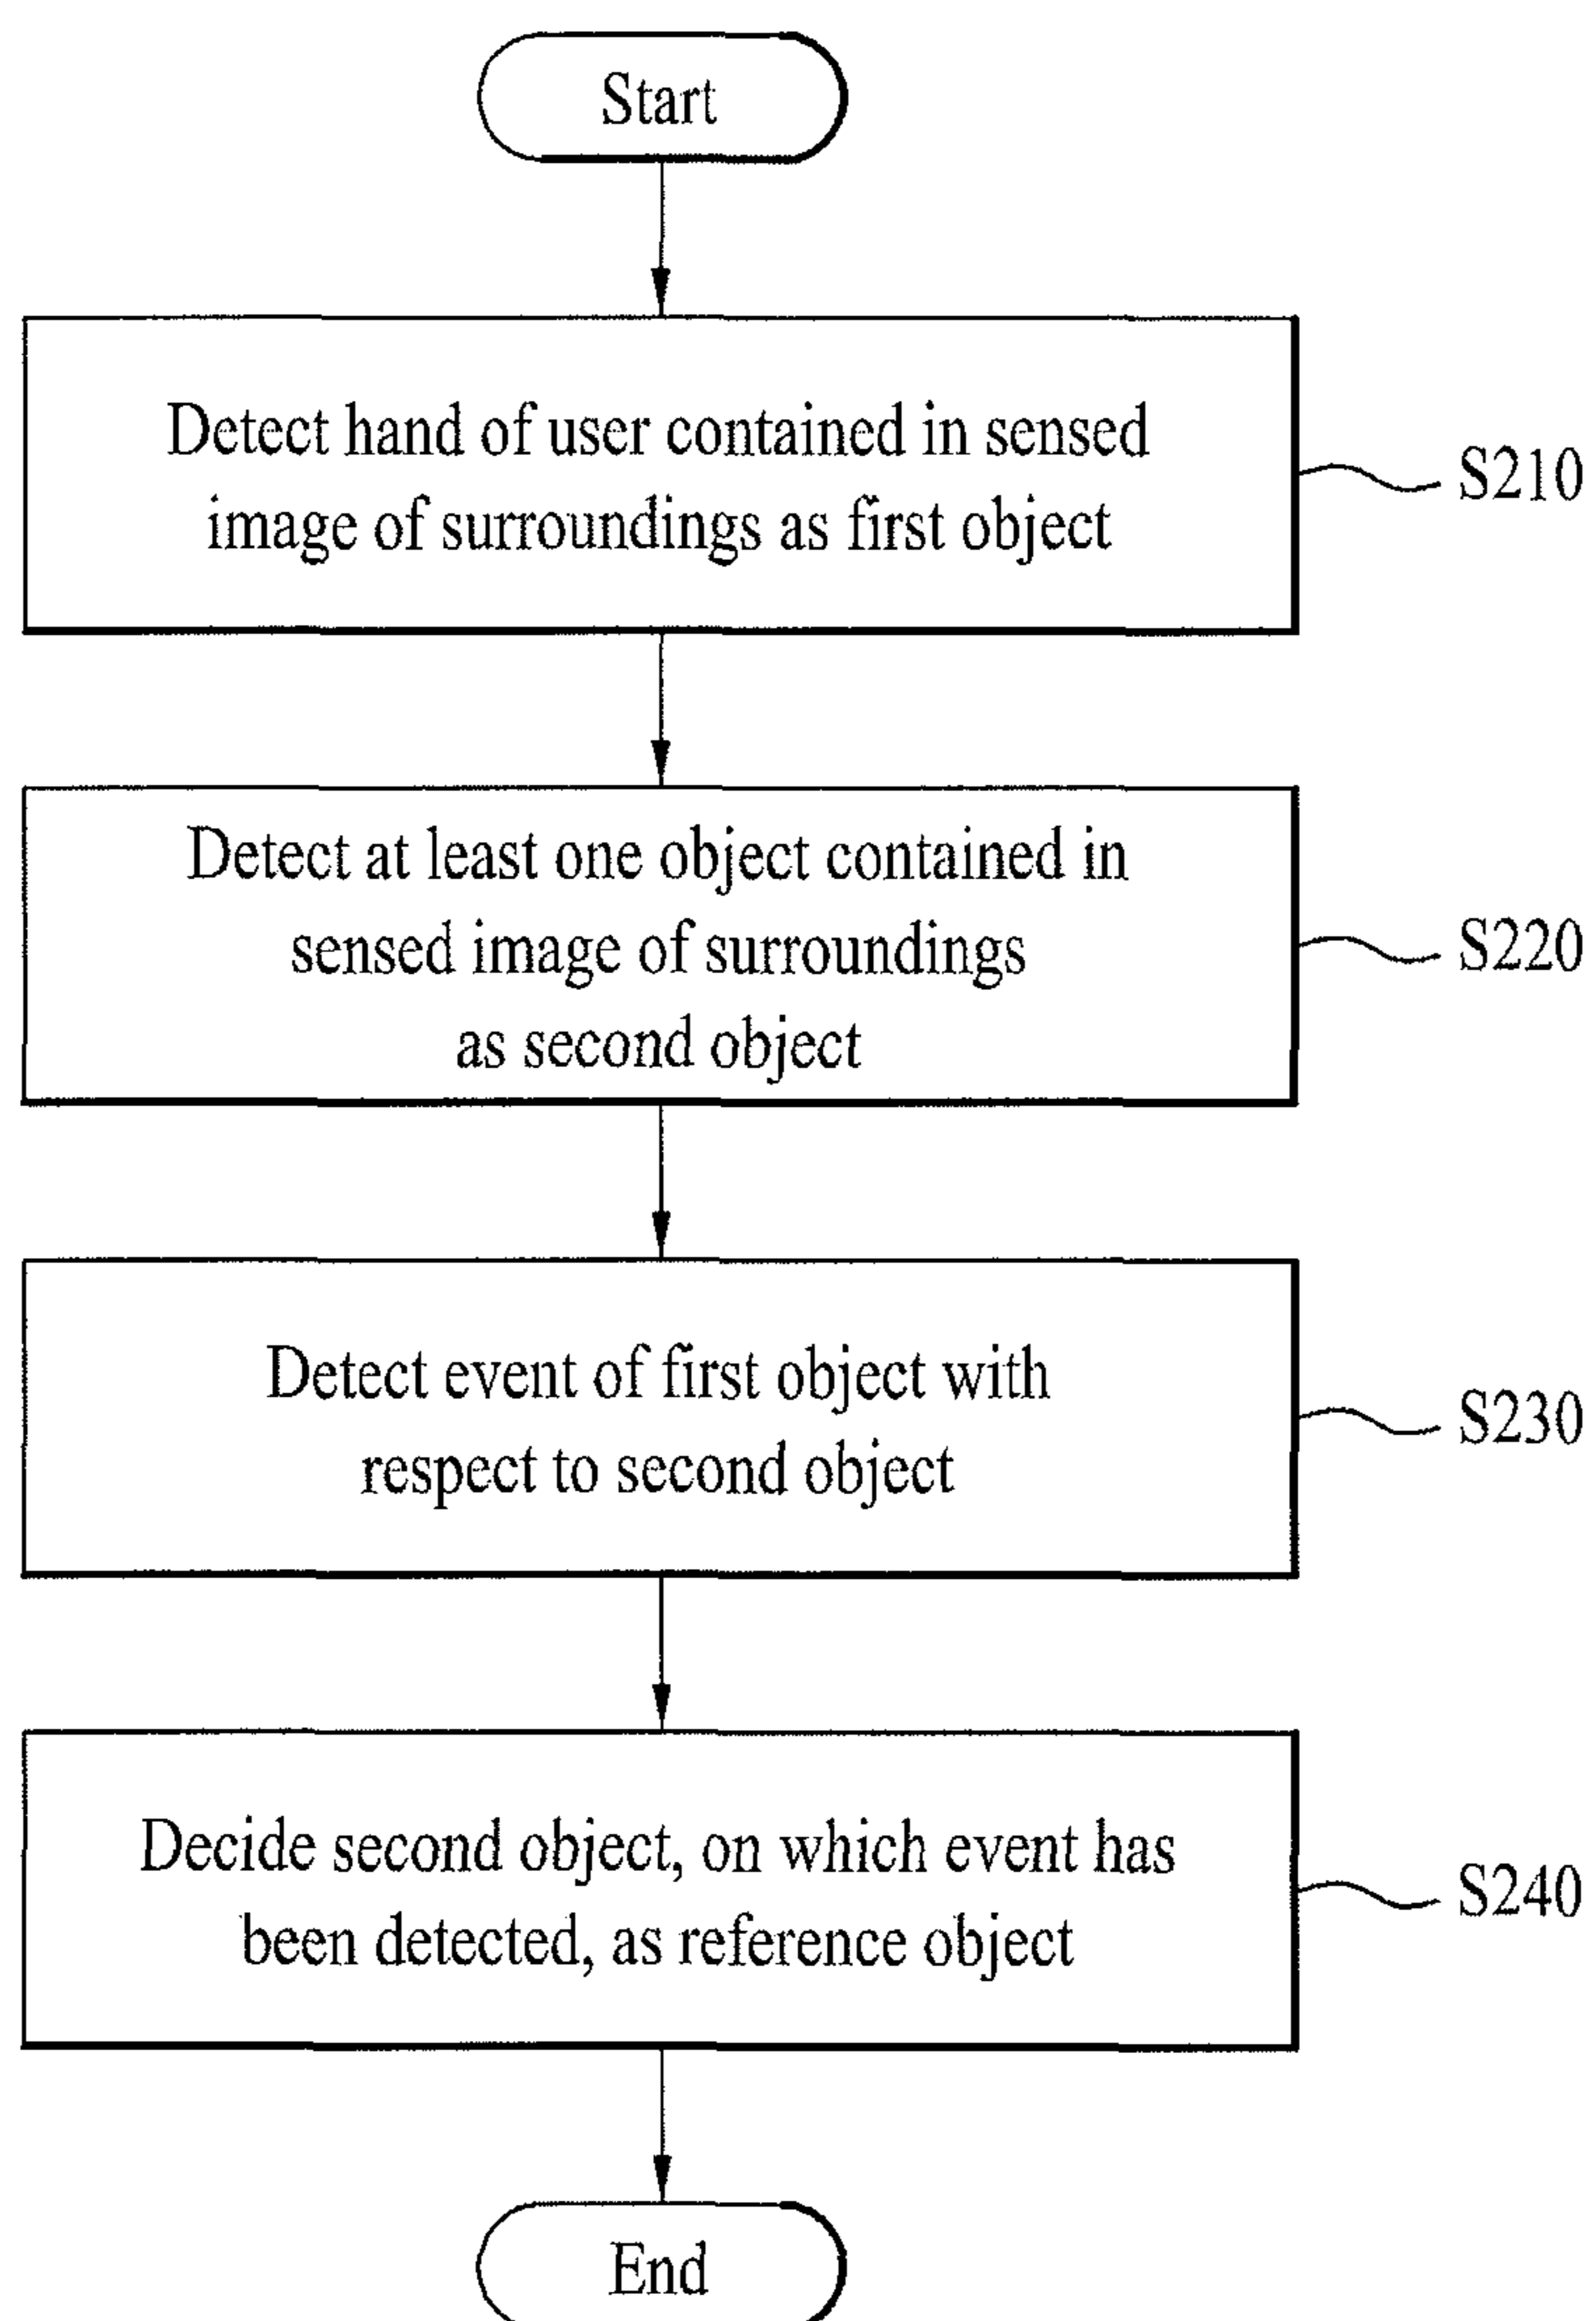 Start
Detect hand of user contained in sensed
image of surroundings as first object
S210
Detect at least one object contained in
sensed image of surroundings
as second object
S220
Detect event of first object with
respect to second object
S230
Decide second object, on which event has
been detected, as reference object
S240
End